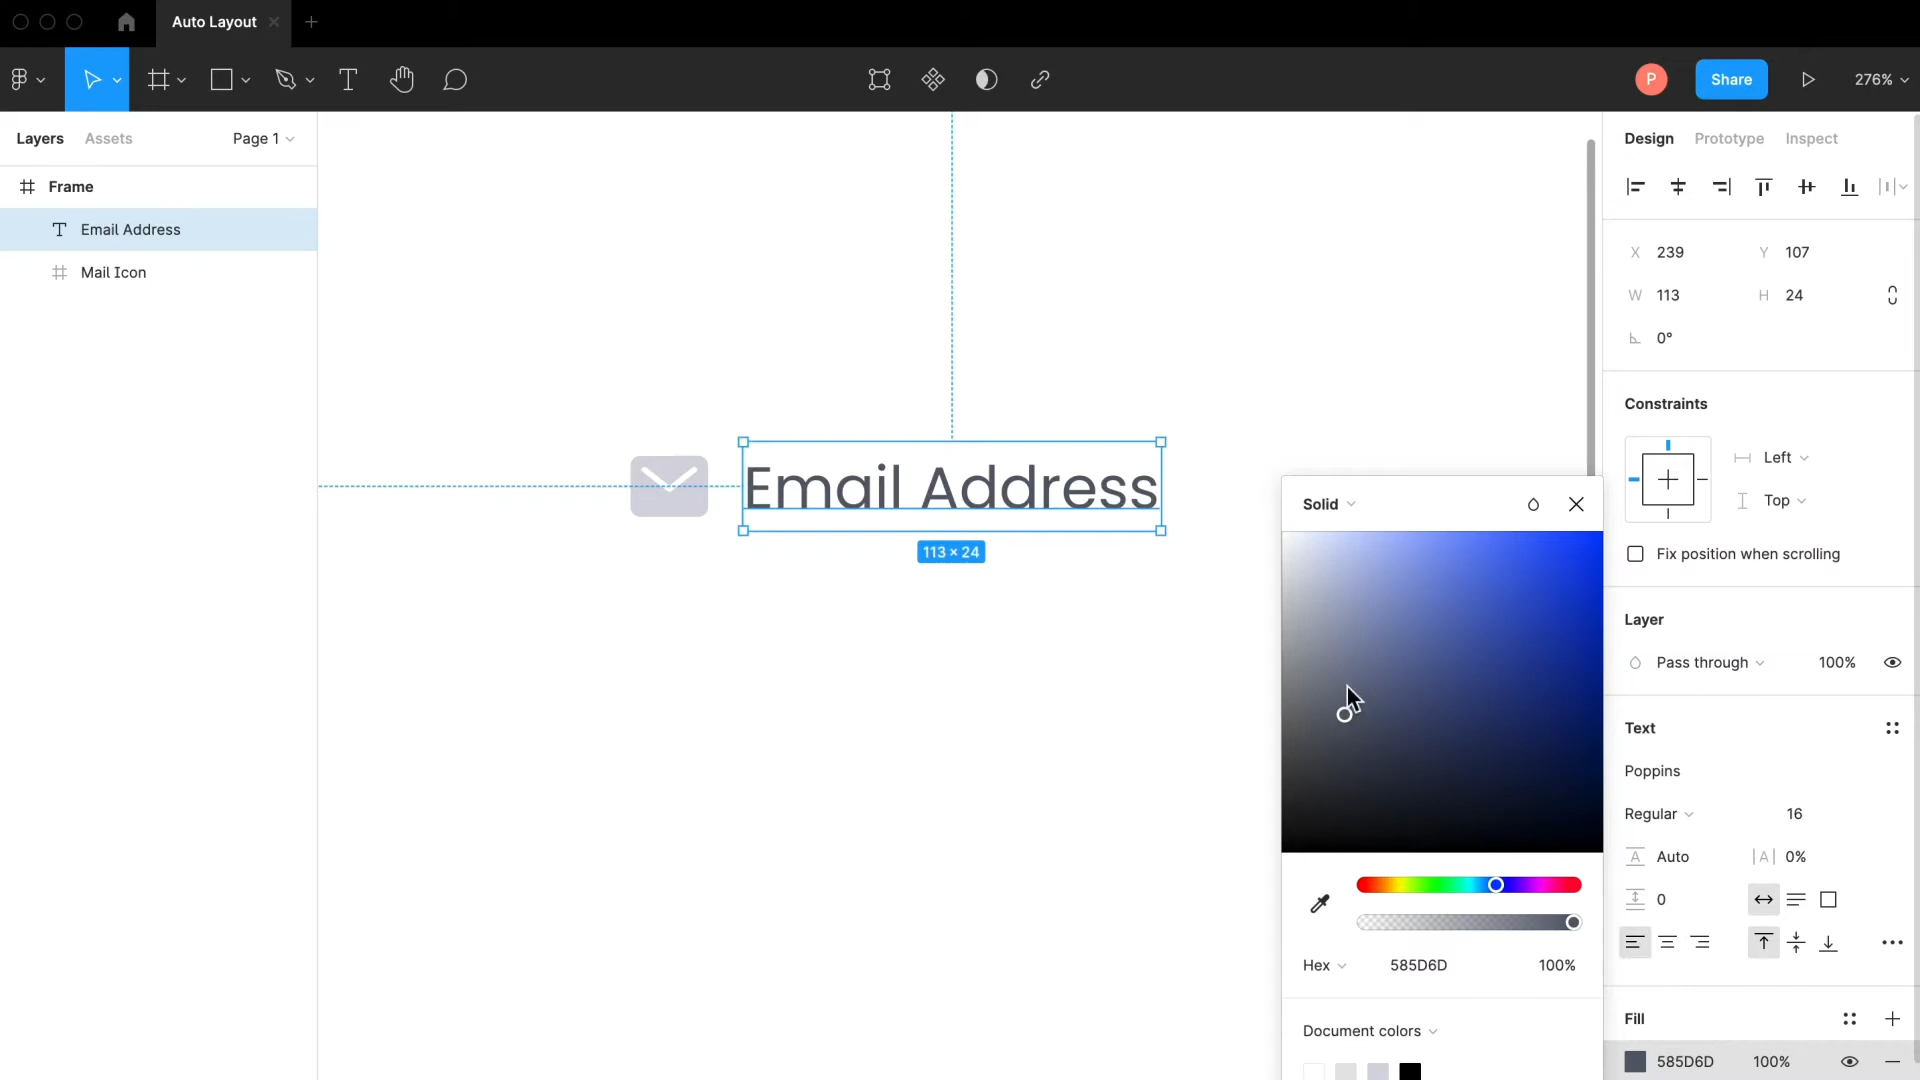 Auto Layout
P
Share
276%
Layers
Assets
Page 1
Design
Prototype
Inspect
Frame
Email Address
Mail Icon
X 239
Y 107
W 113
H 24
0°
Constraints
Left
Top
Fix position when scrolling
Email Address
113 × 24
Solid
Layer
Pass through
100%
Text
Poppins
Regular
16
A Auto
|A| 0%
0
Hex
585D6D
100%
Fill
Document colors
585D6D
100%